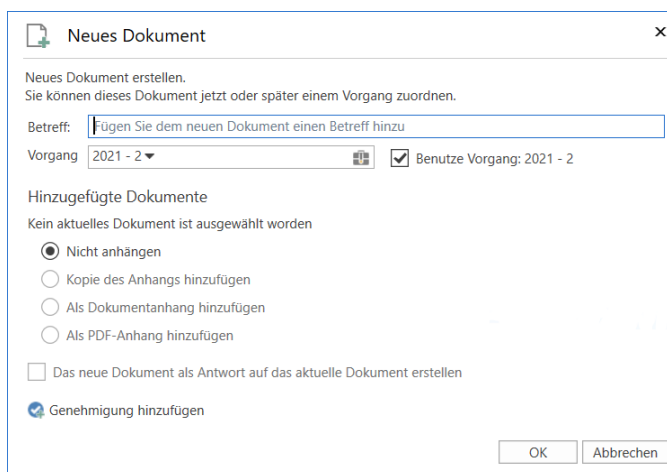 Neues Dokument
Neues Dokument erstellen.
Sie können dieses Dokument jetzt oder später einem Vorgang zuordnen.
Betreff: Fügen Sie dem neuen Dokument einen Betreff hinzu
Vorgang 2021 - 2 Benutze Vorgang: 2021 - 2
Hinzugefügte Dokumente
Kein aktuelles Dokument ist ausgewählt worden
Nicht anhängen
Kopie des Anhangs hinzufügen
Als Dokumentanhang hinzufügen
Als PDF-Anhang hinzufügen
Das neue Dokument als Antwort auf das aktuelle Dokument erstellen
Genehmigung hinzufügen
OK Abbrechen